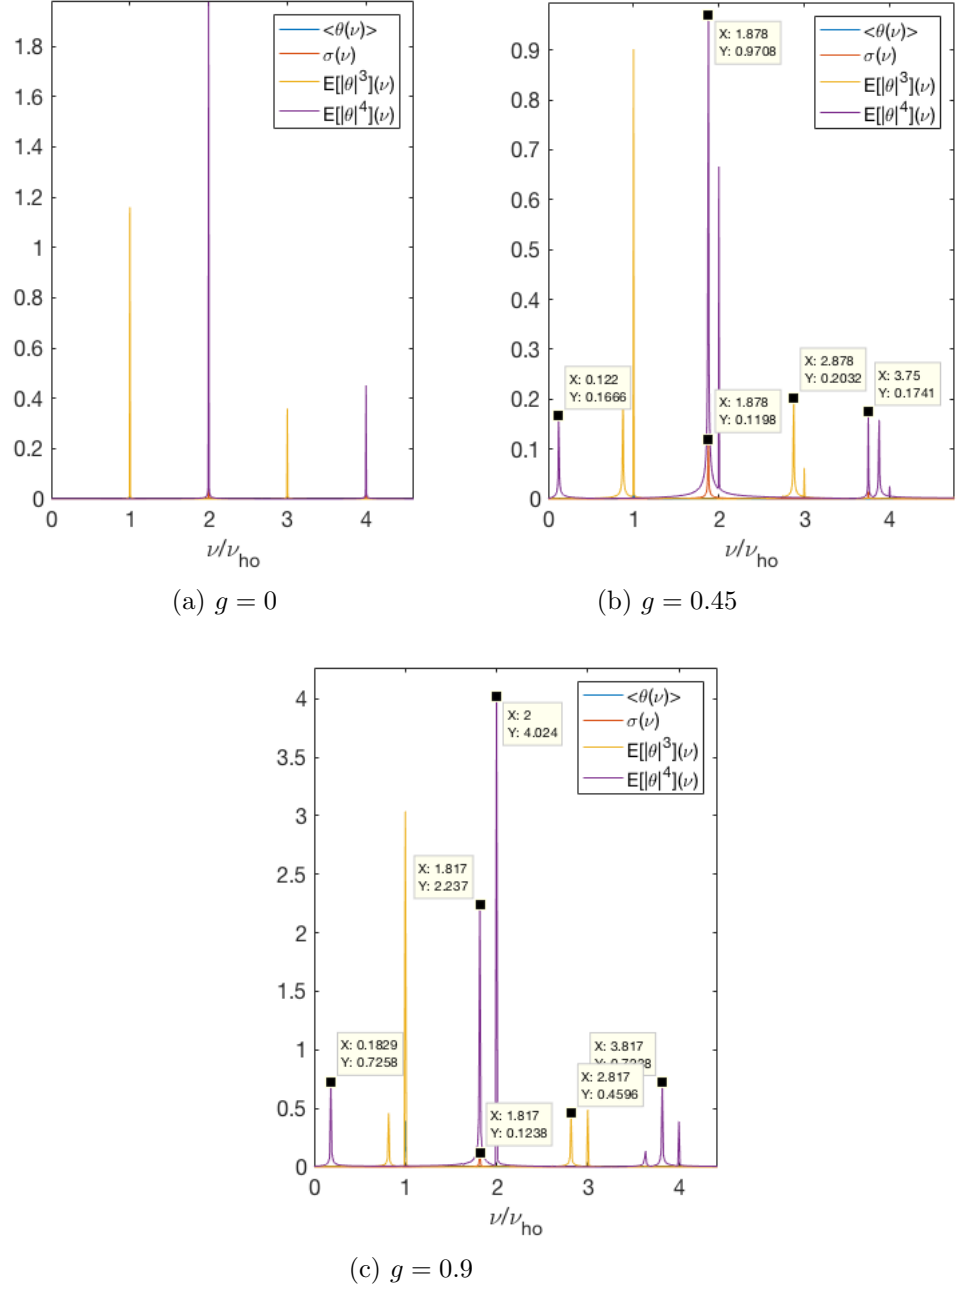 1.8
1.6
1.4
1.2
1
0.8
0.6
0.4
0.2
0
0 1 2 3 4
ν/ν_ho
<θ(ν)>
σ(ν)
E[|θ|^3](ν)
E[|θ|^4](ν)
(a) g = 0
0.9
0.8
0.7
0.6
0.5
0.4
0.3
0.2
0.1
0
0 1 2 3 4
ν/ν_ho
<θ(ν)>
σ(ν)
E[|θ|^3](ν)
E[|θ|^4](ν)
X: 1.878
Y: 0.9708
X: 0.122
Y: 0.1666
X: 1.878
Y: 0.1198
X: 2.878
Y: 0.2032
X: 3.75
Y: 0.1741
(b) g = 0.45
4
3.5
3
2.5
2
1.5
1
0.5
0
0 1 2 3 4
ν/ν_ho
<θ(ν)>
σ(ν)
E[|θ|^3](ν)
E[|θ|^4](ν)
X: 2
Y: 4.024
X: 1.817
Y: 2.237
X: 0.1829
Y: 0.7258
X: 1.817
Y: 0.1238
X: 3.817
X: 2.817
Y: 0.4596
(c) g = 0.9